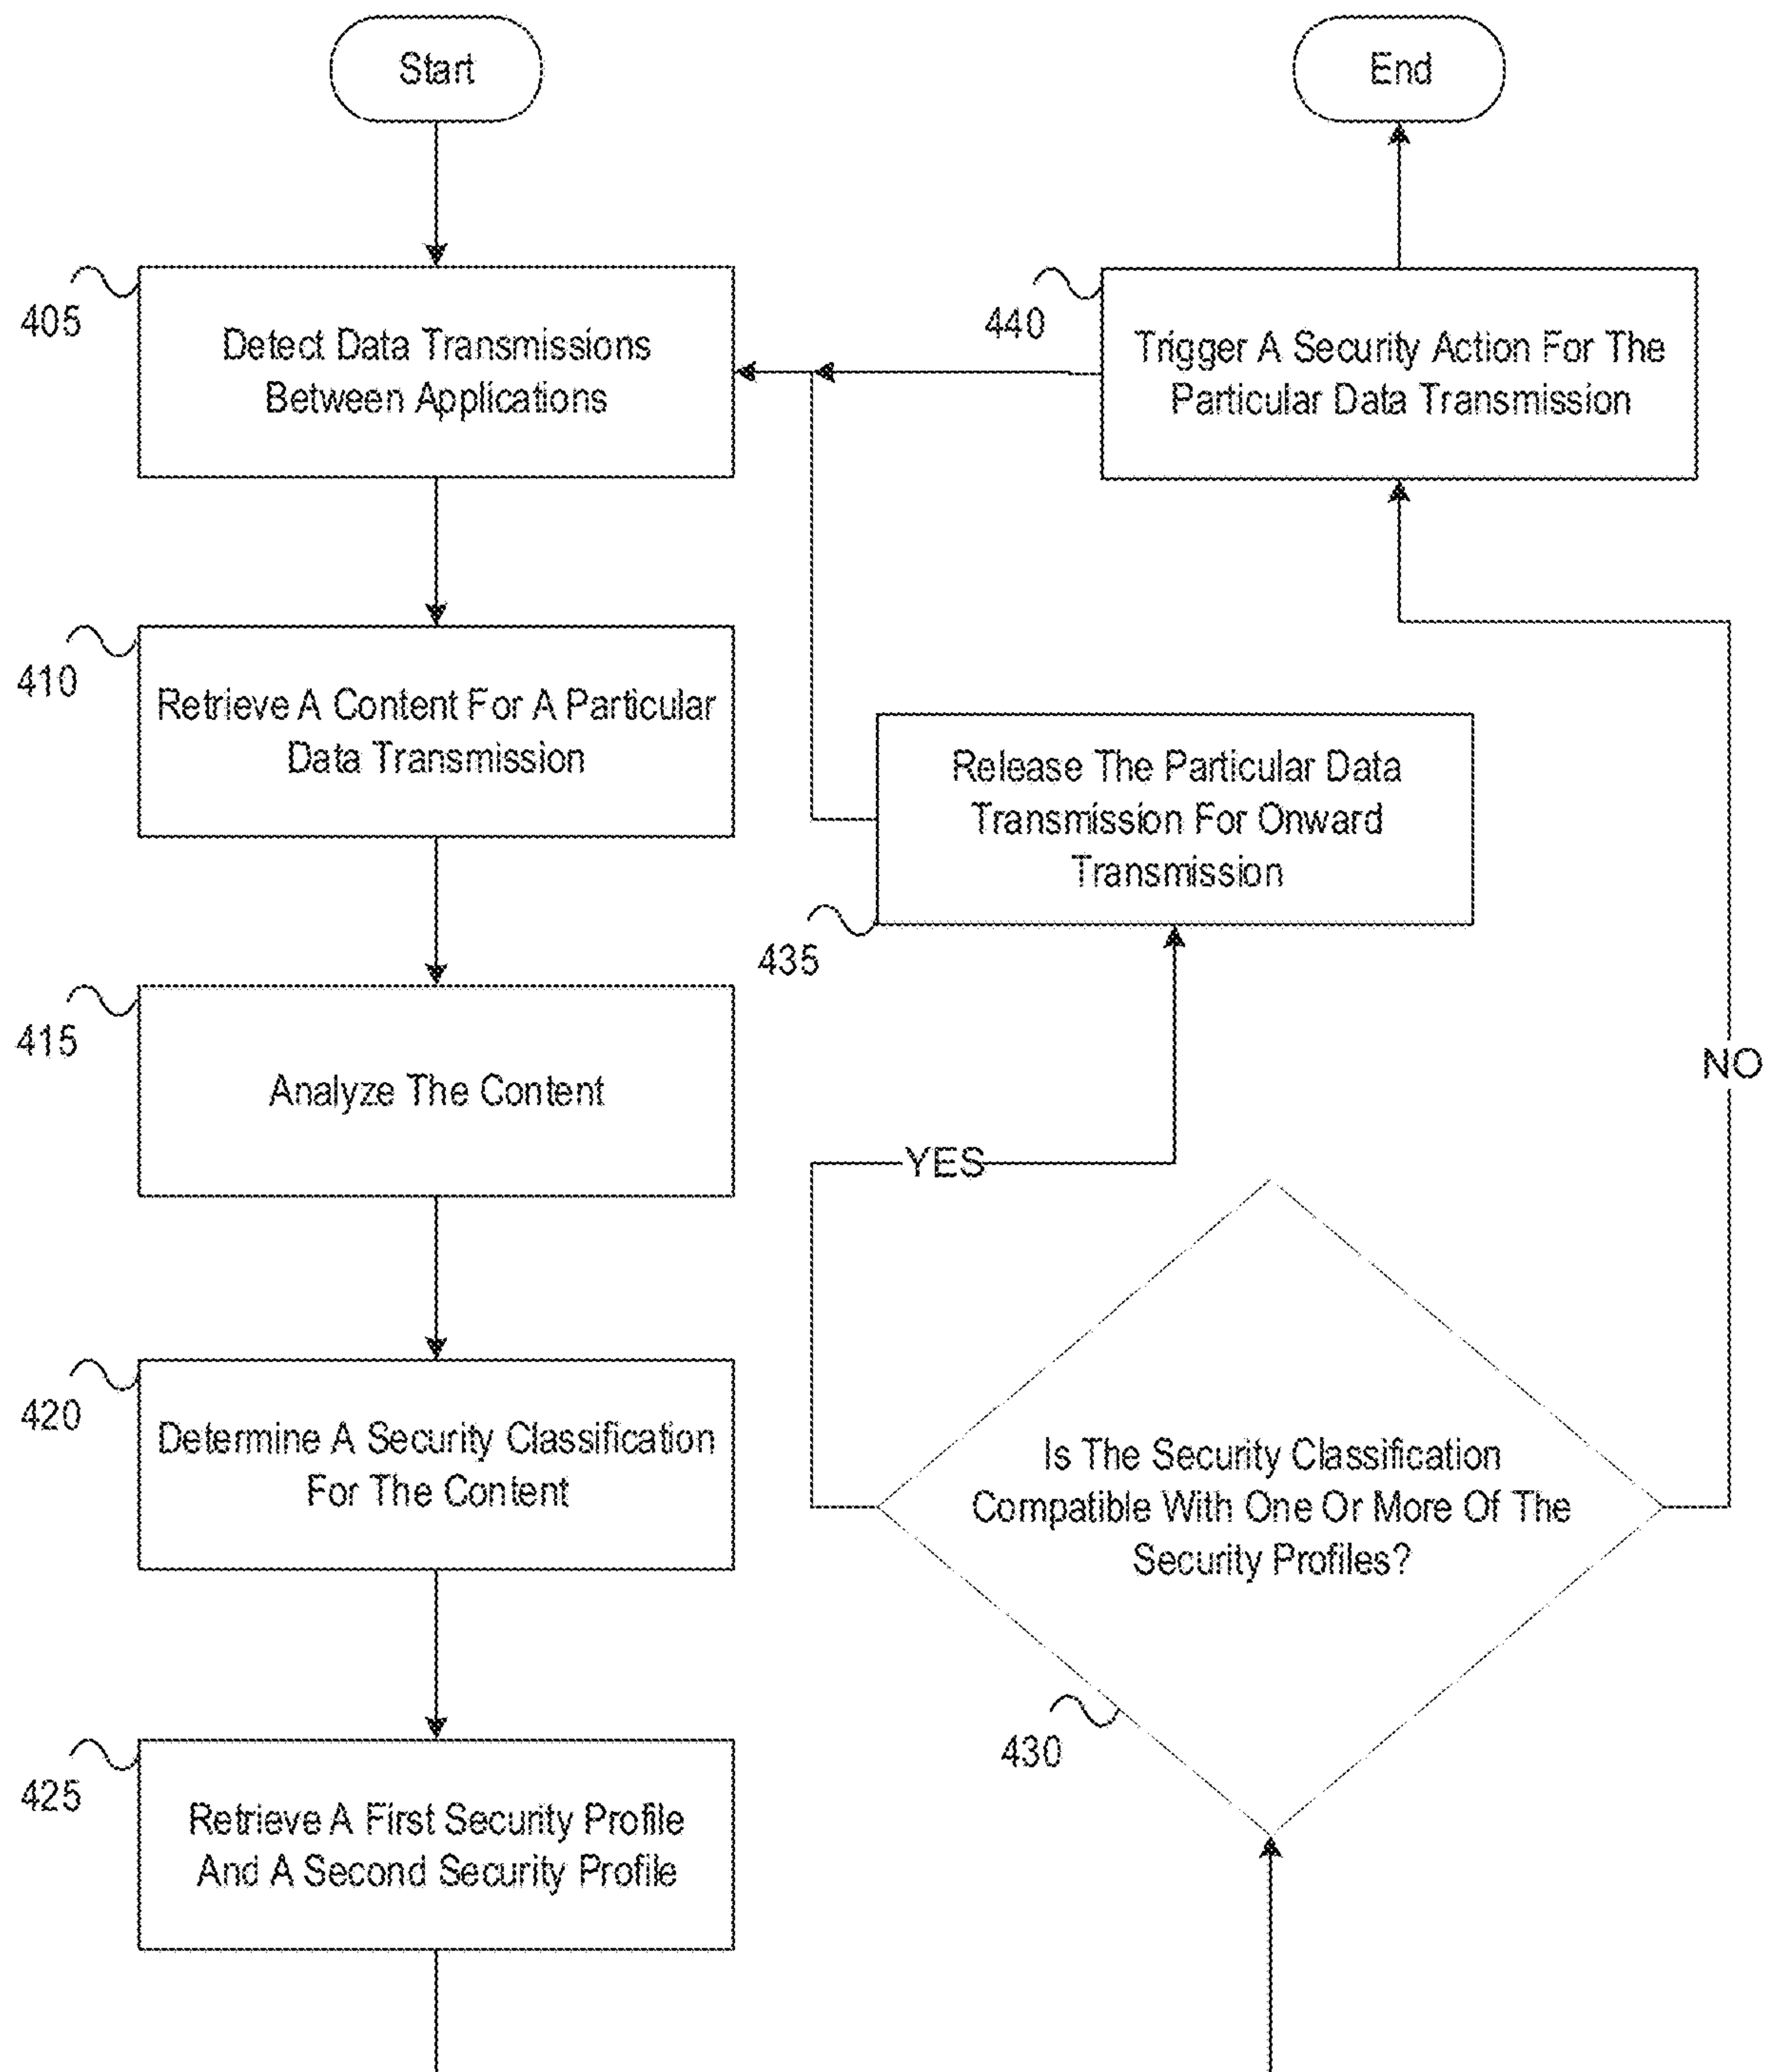 Start
405
Detect Data Transmissions
Between Applications
410
Retrieve A Content For A Particular
Data Transmission
415
Analyze The Content
420
Determine A Security Classification
For The Content
425
Retrieve A First Security Profile
And A Second Security Profile
End
440
Trigger A Security Action For The
Particular Data Transmission
Release The Particular Data
Transmission For Onward
Transmission
435
NO
YES
Is The Security Classification
Compatible With One Or More Of The
Security Profiles?
430